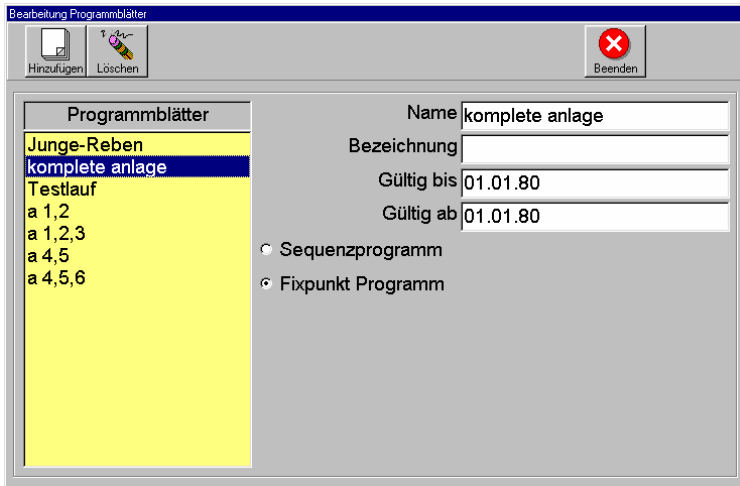 Bearbeitung Programmblätter
Hinzufügen Löschen Beenden
Programmblätter
Junge-Reben
komplete anlage
Testlauf
a 1,2
a 1,2,3
a 4,5
a 4,5,6
Name komplete anlage
Bezeichnung
Gültig bis 01.01.80
Gültig ab 01.01.80
Sequenzprogramm
Fixpunkt Programm